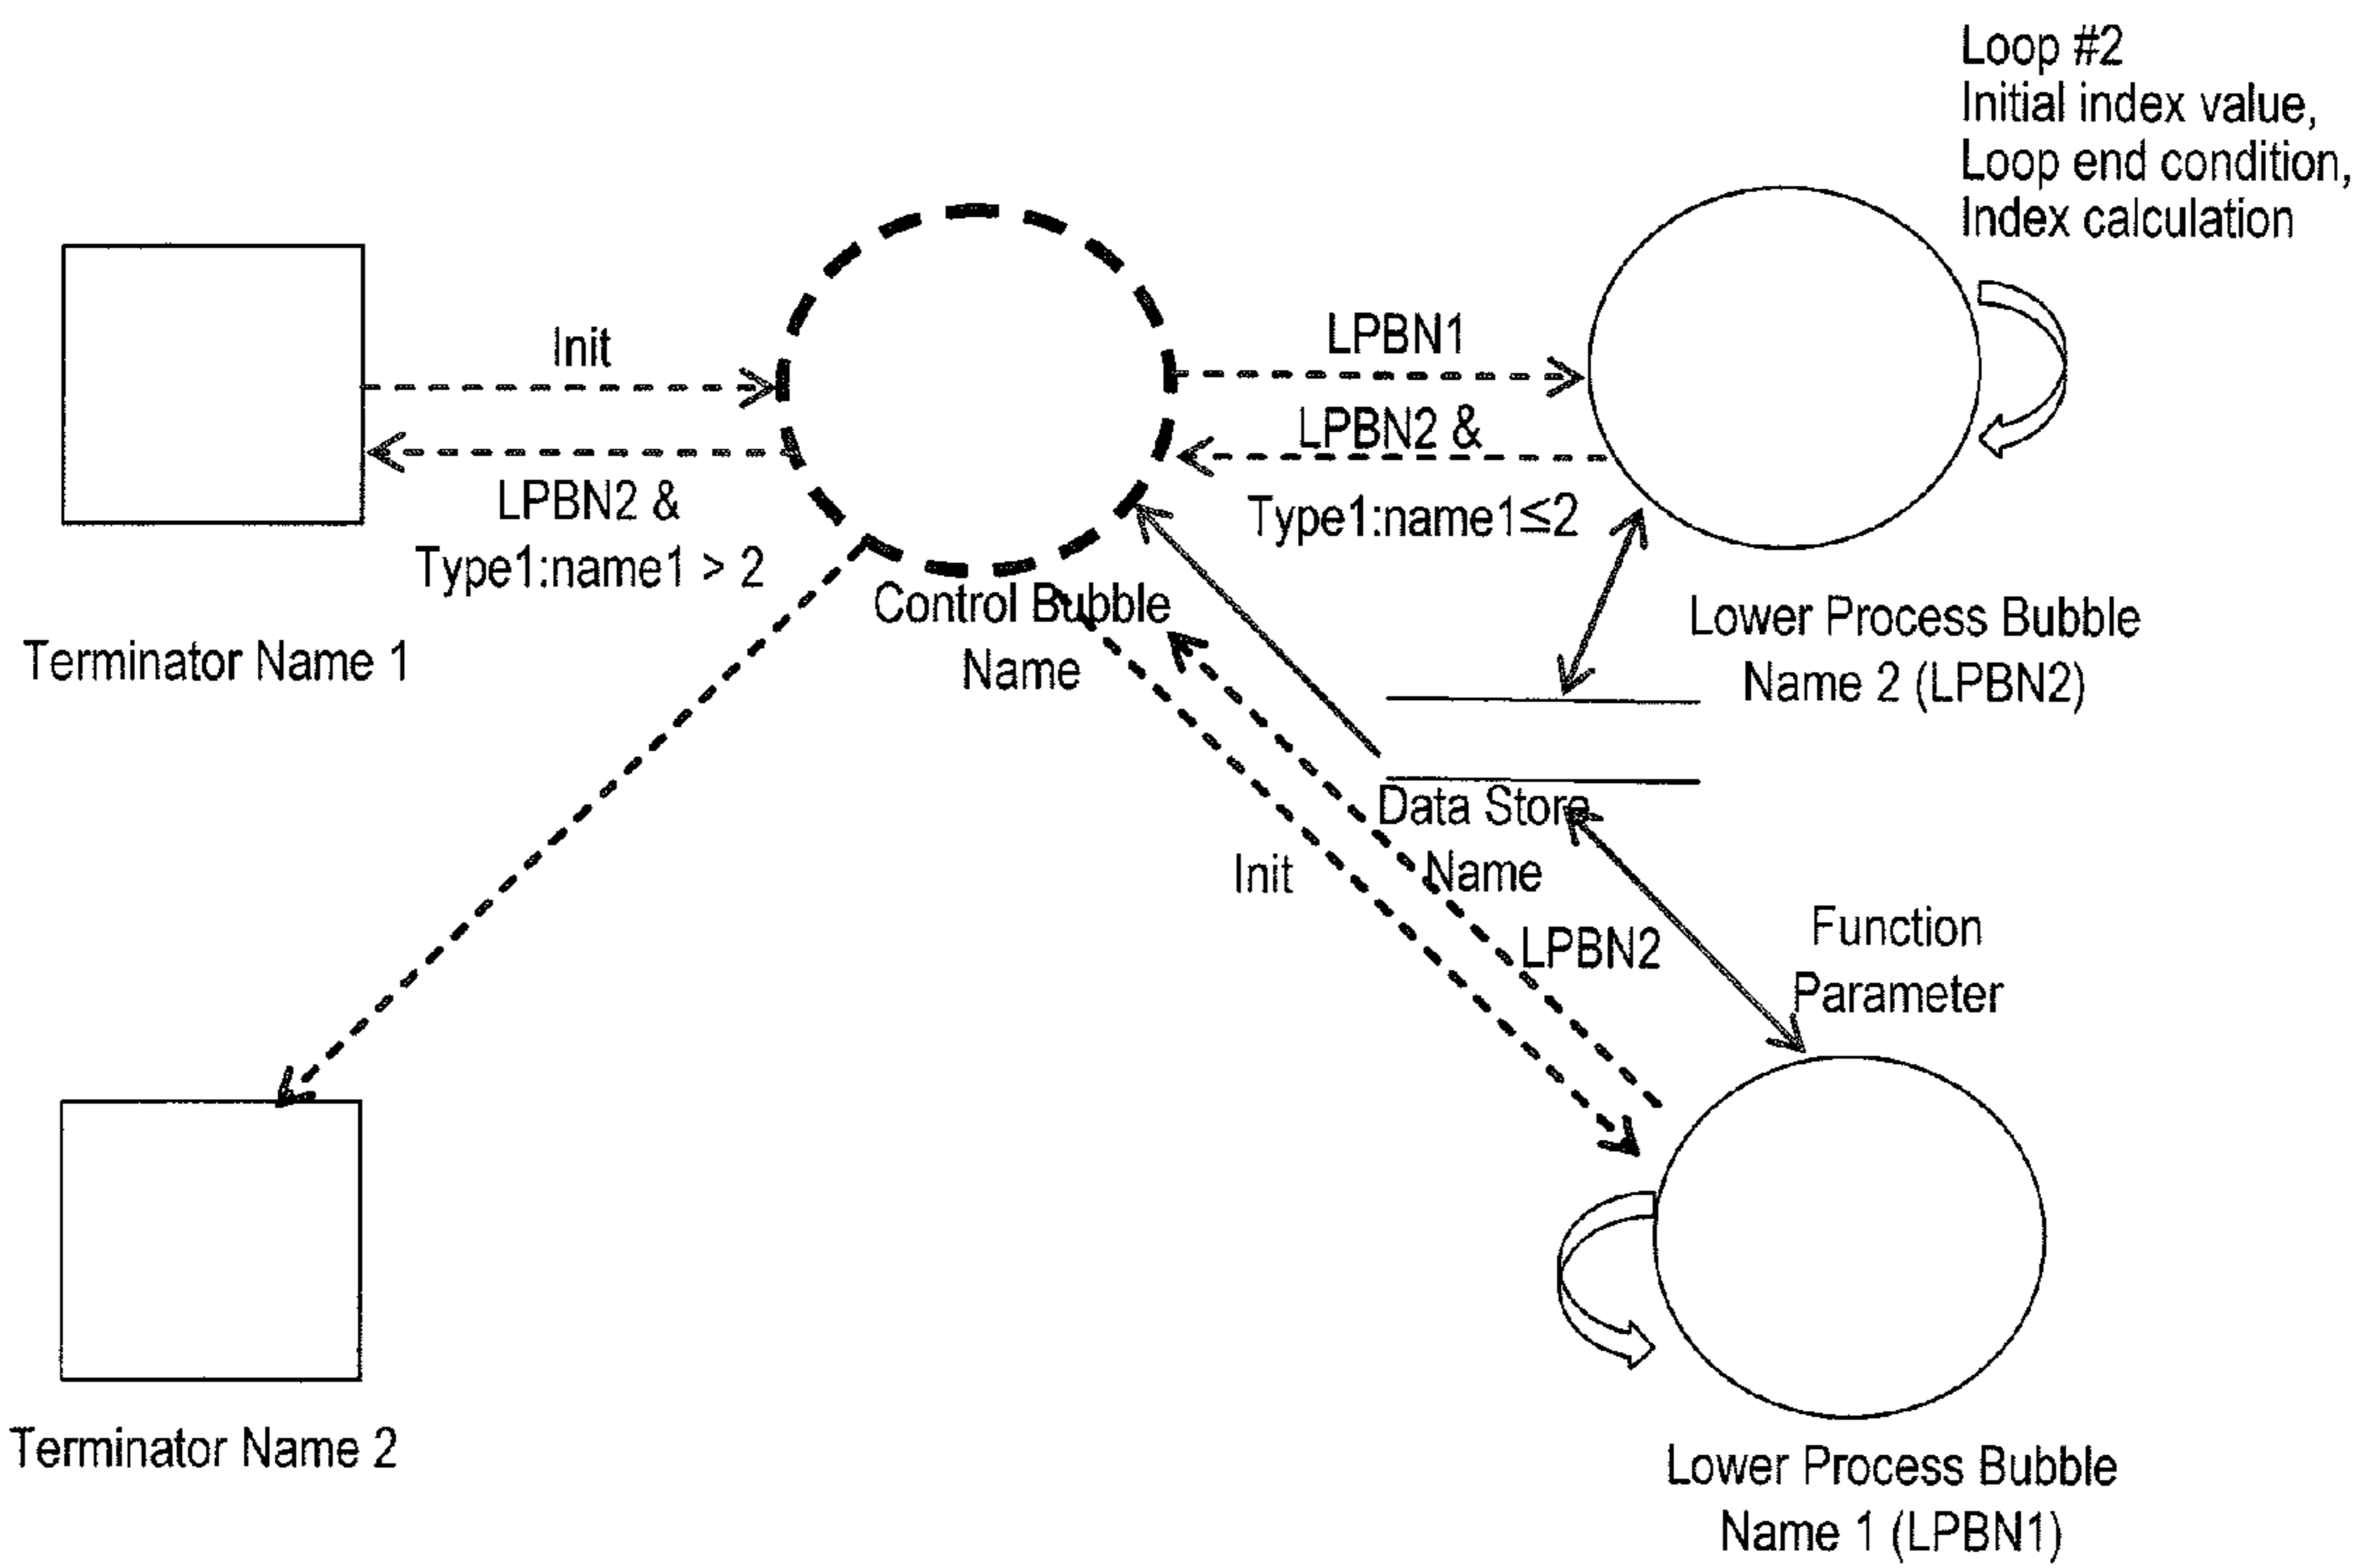 Loop #2
Initial index value,
Loop end condition,
Index calculation
Init
LPBN1
LPBN2 &
Type1:name1≤2
LPBN2 &
Type1:name1 > 2
Terminator Name 1
Control Bubble
Name
Lower Process Bubble
Name 2 (LPBN2)
Data Store
Name
Init
LPBN2
Function
Parameter
Terminator Name 2
Lower Process Bubble
Name 1 (LPBN1)